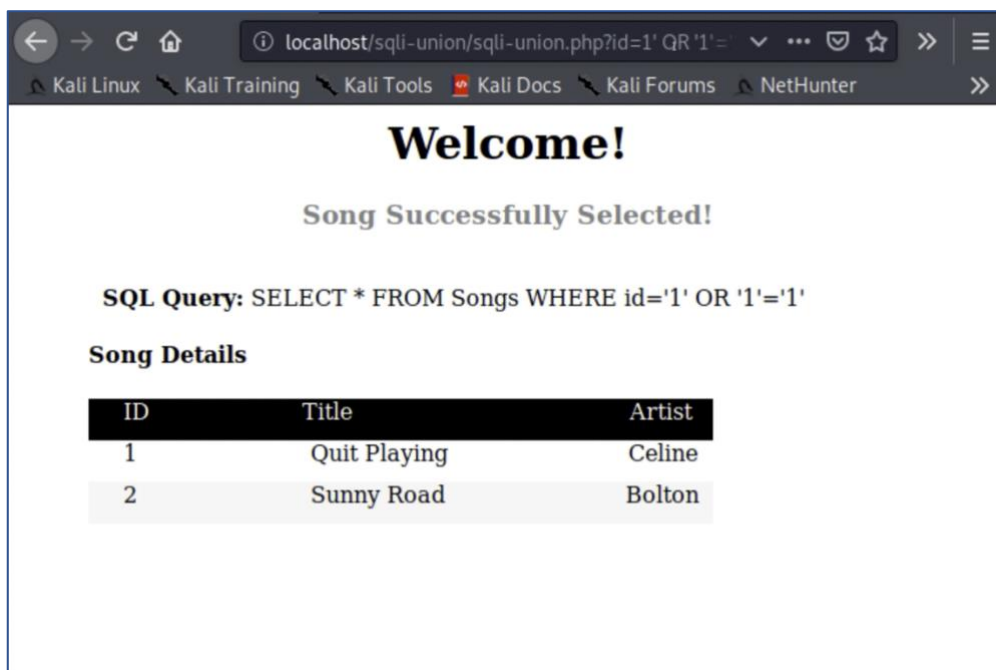 localhost/sqli-union/sqli-union.php?id=1' OR '1'='
Kali Linux Kali Training Kali Tools Kali Docs Kali Forums NetHunter
Welcome!
Song Successfully Selected!
SQL Query: SELECT * FROM Songs WHERE id='1' OR '1'='1'
Song Details
ID Title Artist
1 Quit Playing Celine
2 Sunny Road Bolton